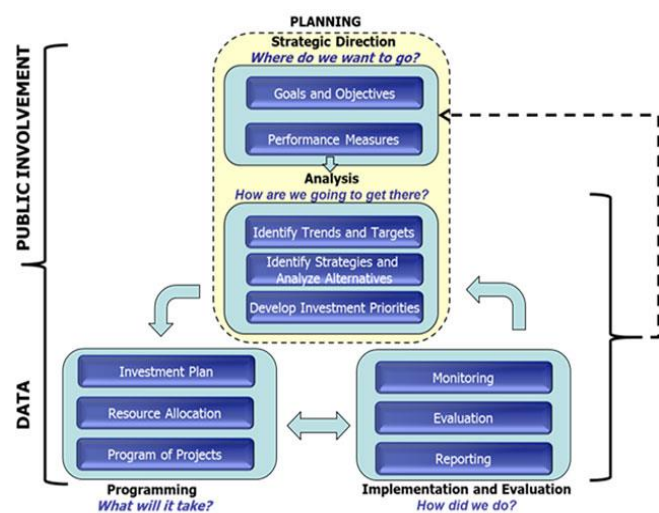 PLANNING
Strategic Direction
Where do we want to go?
Goals and Objectives
Performance Measures
Analysis
How are we going to get there?
Identify Trends and Targets
Identify Strategies and
Analyze Alternatives
Develop Investment Priorities
PUBLIC INVOLVEMENT
DATA
Investment Plan
Resource Allocation
Program of Projects
Programming
What will it take?
Monitoring
Evaluation
Reporting
Implementation and Evaluation
How did we do?